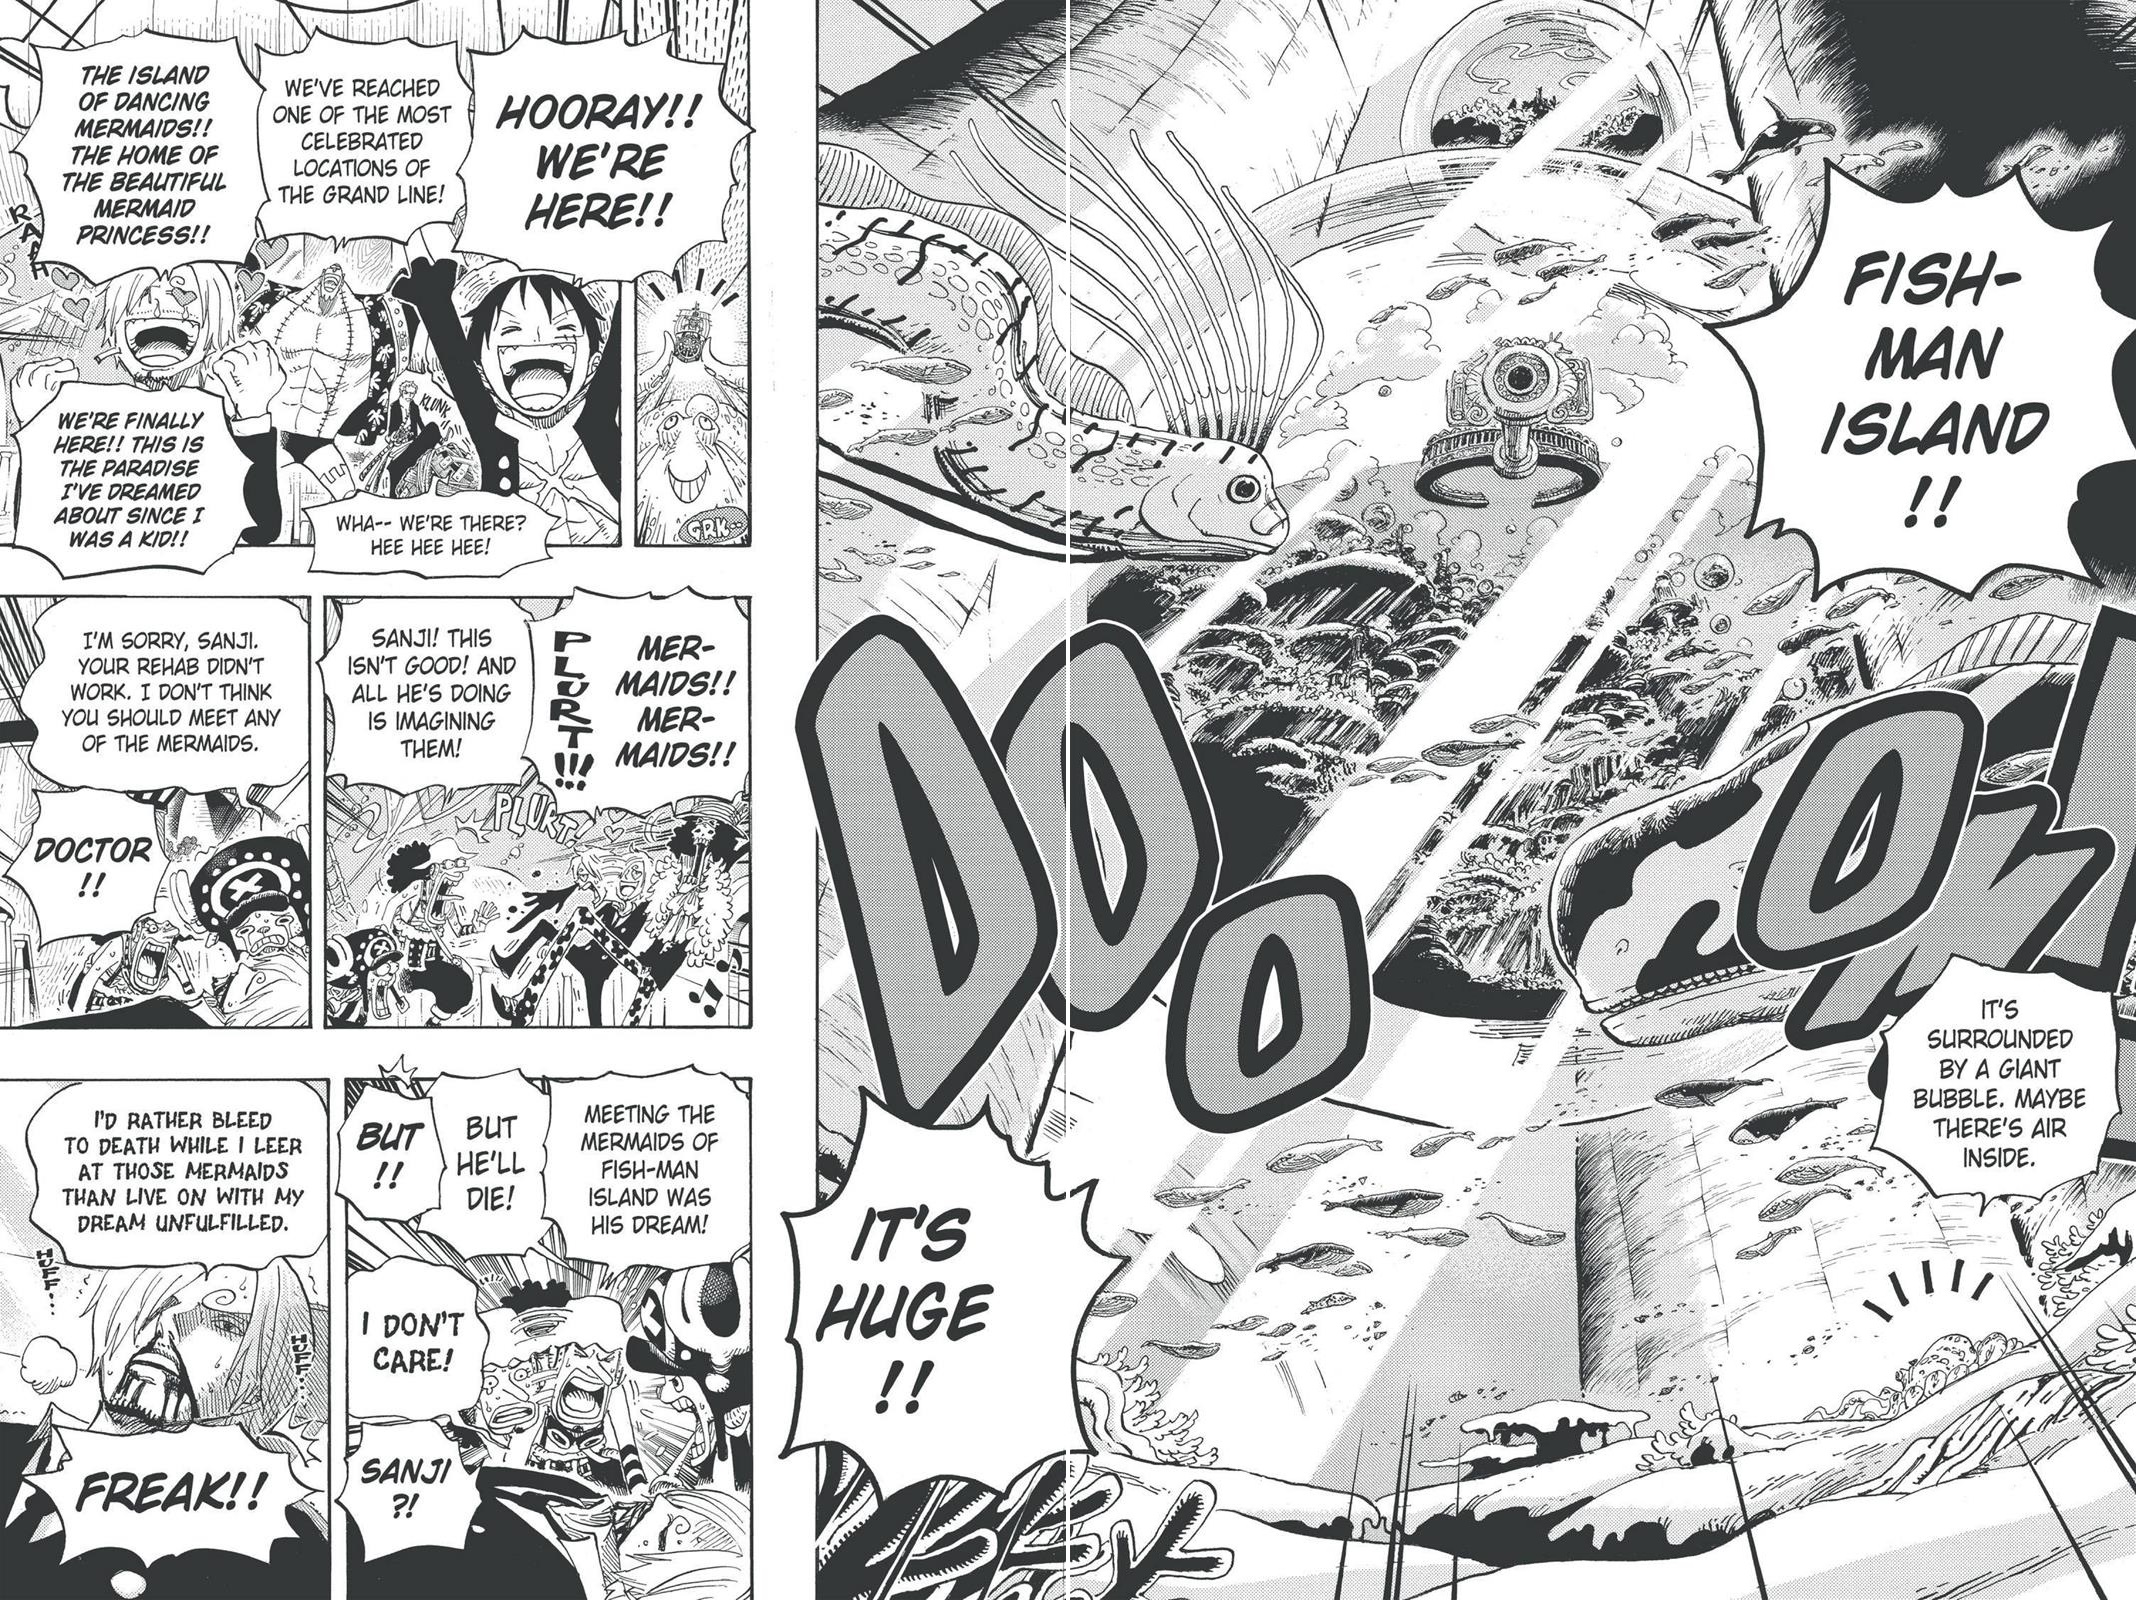 FISH-
MAN
ISLAND
!!
IT'S
SURROUNDED
BY A GIANT
BUBBLE. MAYBE
THERE'S AIR
INSIDE.
IT'S
HUGE
!!
HOORAY!!
WE'RE
HERE!!
WE'VE REACHED
ONE OF THE MOST
CELEBRATED
LOCATIONS OF
THE GRAND LINE!
THE ISLAND
OF DANCING
MERMAIDS!!
THE HOME OF
THE BEAUTIFUL
MERMAID
PRINCESS!!
GRK...
KLUNK
WHA-- WE'RE THERE?
HEE HEE HEE!
WE'RE FINALLY
HERE!! THIS IS
THE PARADISE
I'VE DREAMED
ABOUT SINCE I
WAS A KID!!
MER-
MAIDS!!
MER-
MAIDS!!
PLURT!!!
PLURT!
SANJI! THIS
ISN'T GOOD! AND
ALL HE'S DOING
IS IMAGINING
THEM!
I'M SORRY, SANJI.
YOUR REHAB DIDN'T
WORK. I DON'T THINK
YOU SHOULD MEET ANY
OF THE MERMAIDS.
DOCTOR
!!
MEETING THE
MERMAIDS OF
FISH-MAN
ISLAND WAS
HIS DREAM!
BUT
HE'LL
DIE!
BUT
!!
I DON'T
CARE!
SANJI
?!
I'D RATHER BLEED
TO DEATH WHILE I LEER
AT THOSE MERMAIDS
THAN LIVE ON WITH MY
DREAM UNFULFILLED.
HUFF...
HUFF...
FREAK!!